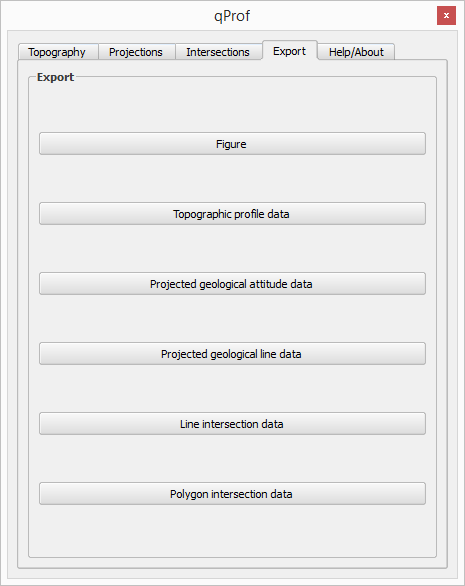 qProf
x
Topography Projections Intersections Export Help/About
Export
Figure
Topographic profile data
Projected geological attitude data
Projected geological line data
Line intersection data
Polygon intersection data